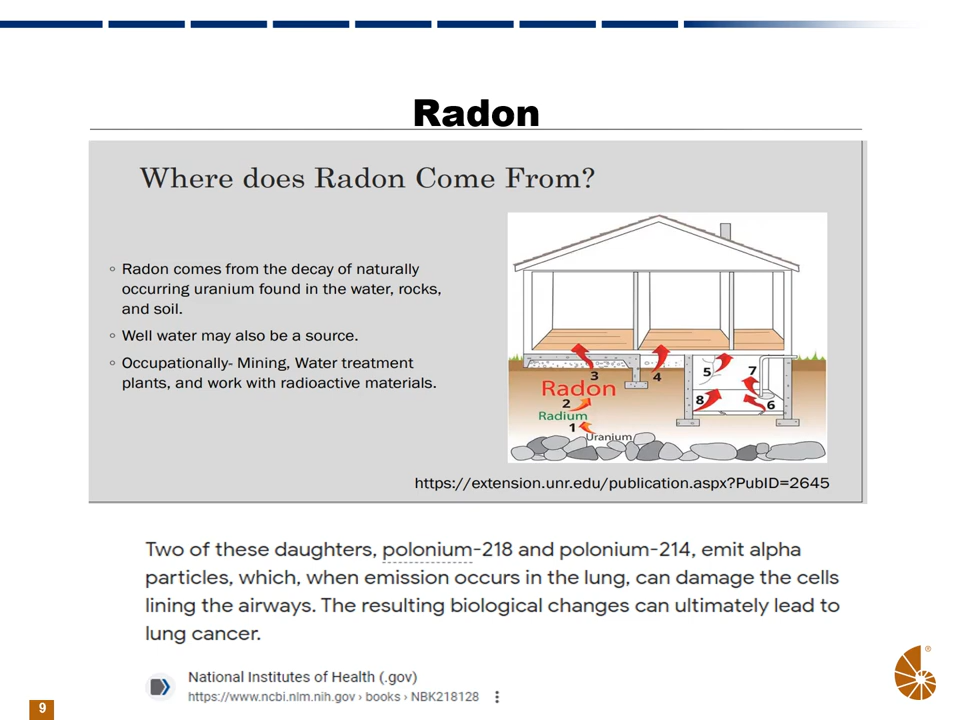 Radon
Where does Radon Come From?
Radon comes from the decay of naturally
occurring uranium found in the water, rocks,
and soil.
Well water may also be a source.
Occupationally- Mining, Water treatment
plants, and work with radioactive materials.
3
4
5
7
Radon
2
8
6
Radium
1
Uranium
https://extension.unr.edu/publication.aspx?PubID=2645
Two of these daughters, polonium-218 and polonium-214, emit alpha
particles, which, when emission occurs in the lung, can damage the cells
lining the airways. The resulting biological changes can ultimately lead to
lung cancer.
National Institutes of Health (.gov)
https://www.ncbi.nlm.nih.gov › books › NBK218128
®
9